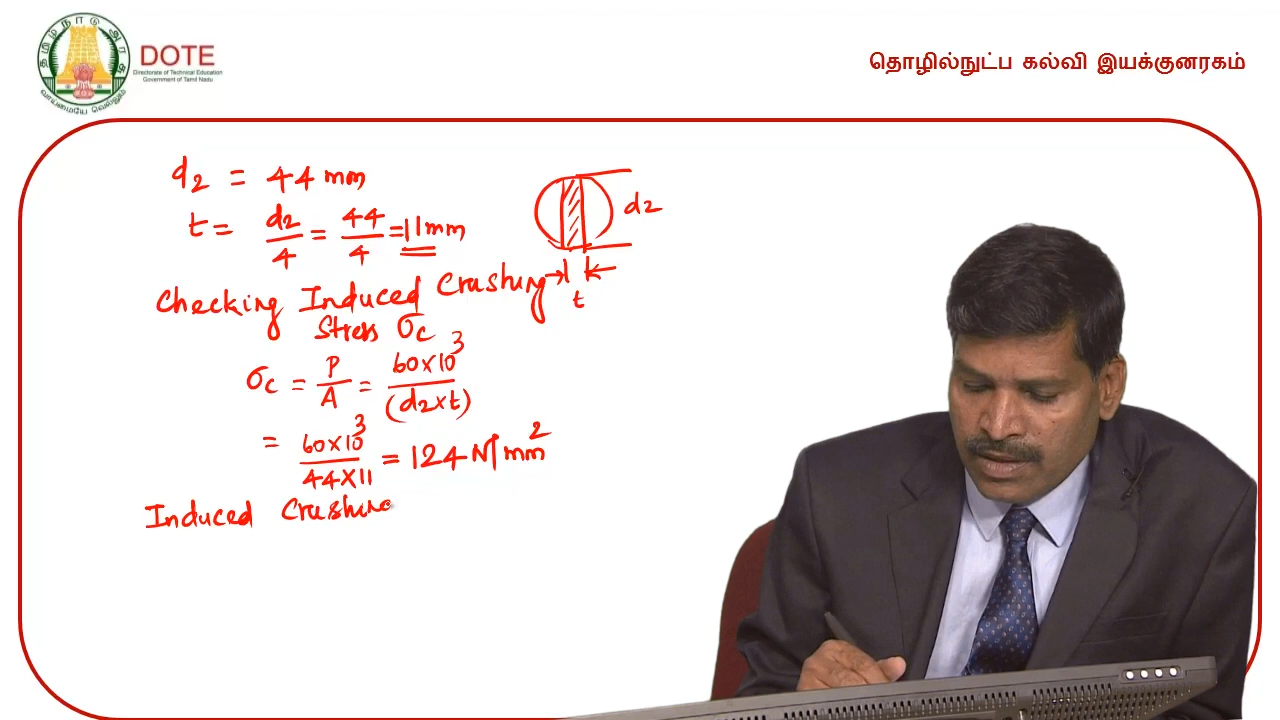 தமிழ்நாடு அரசு
வாய்மையே வெல்லும்
DOTE
Directorate of Technical Education
Government of Tamil Nadu
தொழில்நுட்ப கல்வி இயக்குனரகம்
d2 = 44 mm
t = d2/4 = 44/4 = 11mm
d2
t
Checking Induced Crushing
Stress σc
σc = P/A = 60×10³/(d2×t)
= 60×10³/44×11 = 124 N/mm²
Induced Crushing